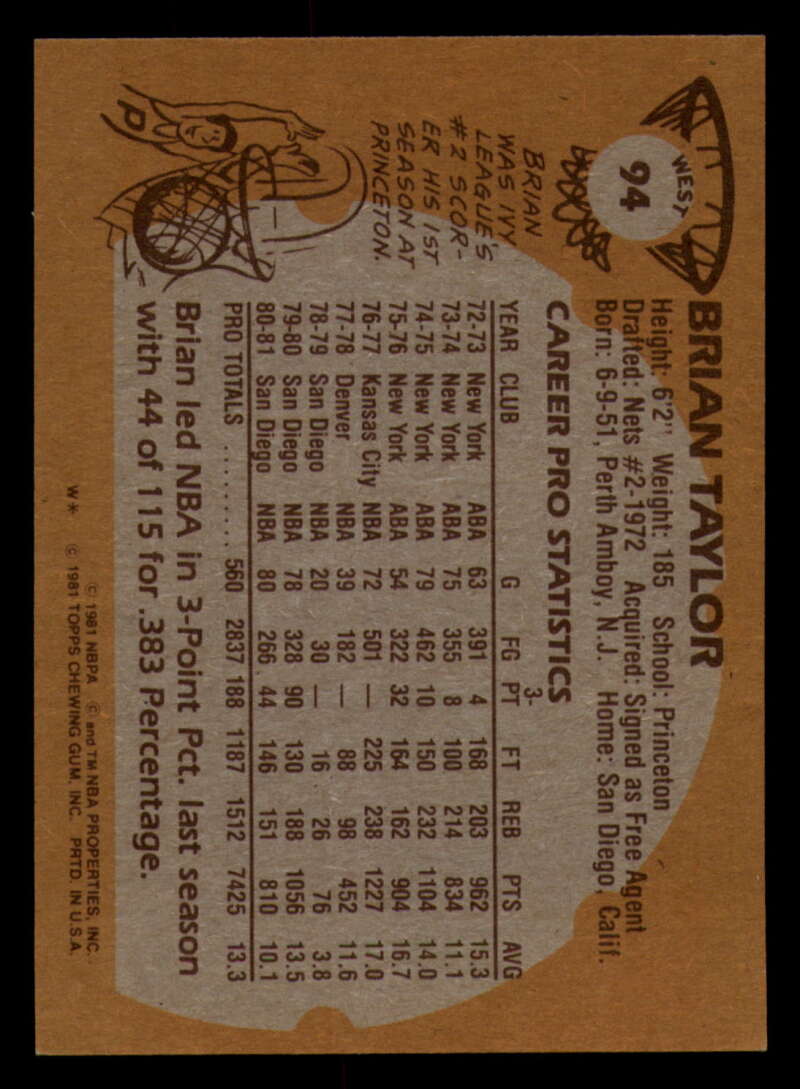 WEST
94
BRIAN TAYLOR
Height: 6'2" Weight: 185 School: Princeton
Drafted: Nets #2-1972 Acquired: Signed as Free Agent
Born: 6-9-51, Perth Amboy, N.J. Home: San Diego, Calif.
CAREER PRO STATISTICS
3-
YEAR CLUB G FG PT FT REB PTS AVG
72-73 New York ABA 63 391 4 168 203 962 15.3
73-74 New York ABA 75 355 8 100 214 834 11.1
74-75 New York ABA 79 462 10 150 232 1104 14.0
75-76 New York ABA 54 322 32 164 162 904 16.7
76-77 Kansas City NBA 72 501 — 225 238 1227 17.0
77-78 Denver NBA 39 182 — 88 98 452 11.6
78-79 San Diego NBA 20 30 — 16 26 76 3.8
79-80 San Diego NBA 78 328 90 130 188 1056 13.5
80-81 San Diego NBA 80 266 44 146 151 810 10.1
PRO TOTALS .......... 560 2837 188 1187 1512 7425 13.3
Brian led NBA in 3-Point Pct. last season
with 44 of 115 for .383 Percentage.
BRIAN
WAS IVY
LEAGUE'S
#2 SCOR-
ER HIS 1ST
SEASON AT
PRINCETON.
P
© 1981 NBPA © and TM NBA PROPERTIES, INC.
W* © 1981 TOPPS CHEWING GUM, INC. PRTD. IN U.S.A.